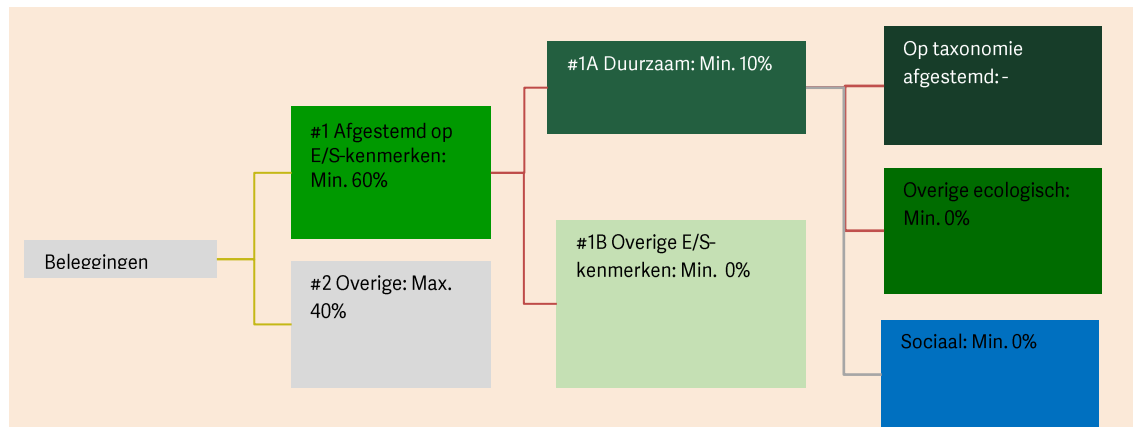 Beleggingen
#1 Afgestemd op
E/S-kenmerken:
Min. 60%
#2 Overige: Max.
40%
#1A Duurzaam: Min. 10%
#1B Overige E/S-
kenmerken: Min. 0%
Op taxonomie
afgestemd: -
Overige ecologisch:
Min. 0%
Sociaal: Min. 0%